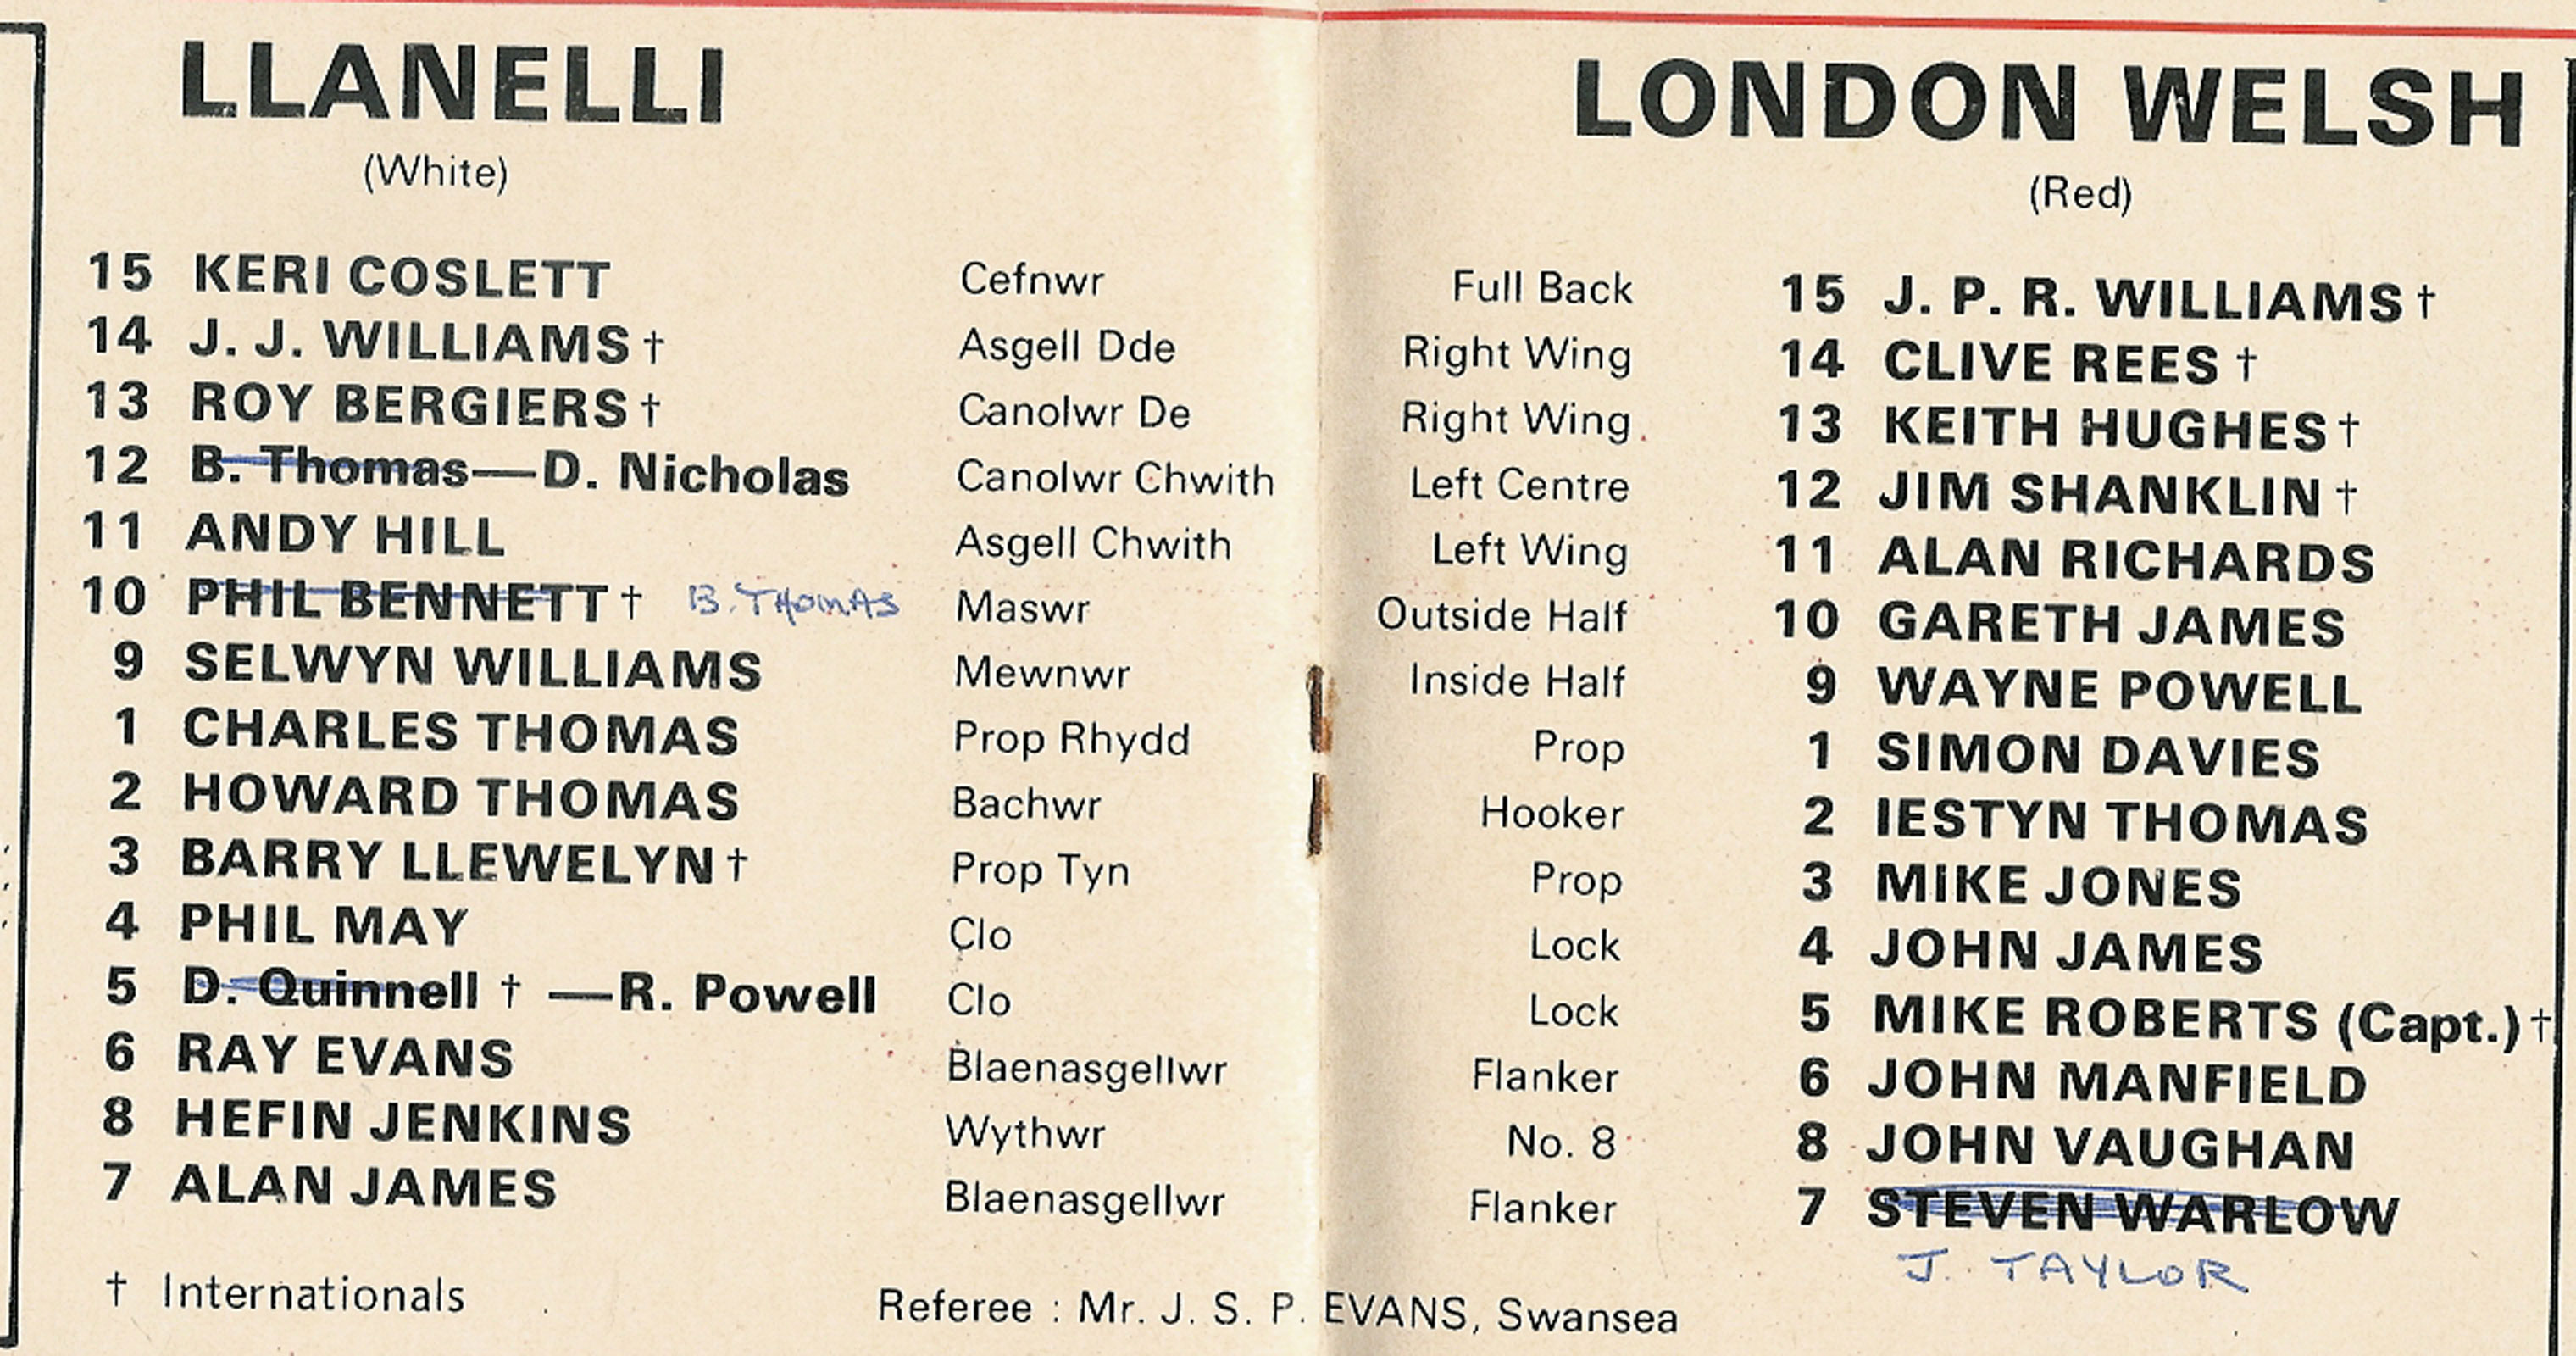 LLANELLI LONDON WELSH
(White) (Red)
15 KERI COSLETT Cefnwr Full Back 15 J. P. R. WILLIAMS †
14 J. J. WILLIAMS † Asgell Dde Right Wing 14 CLIVE REES †
13 ROY BERGIERS † Canolwr De Right Wing 13 KEITH HUGHES †
12 B. Thomas—D. Nicholas Canolwr Chwith Left Centre 12 JIM SHANKLIN †
11 ANDY HILL Asgell Chwith Left Wing 11 ALAN RICHARDS
10 PHIL BENNETT † B. THOMAS Maswr Outside Half 10 GARETH JAMES
9 SELWYN WILLIAMS Mewnwr Inside Half 9 WAYNE POWELL
1 CHARLES THOMAS Prop Rhydd Prop 1 SIMON DAVIES
2 HOWARD THOMAS Bachwr Hooker 2 IESTYN THOMAS
3 BARRY LLEWELYN † Prop Tyn Prop 3 MIKE JONES
4 PHIL MAY Clo Lock 4 JOHN JAMES
5 D. Quinnell † —R. Powell Clo Lock 5 MIKE ROBERTS (Capt.) †
6 RAY EVANS Blaenasgellwr Flanker 6 JOHN MANFIELD
8 HEFIN JENKINS Wythwr No. 8 8 JOHN VAUGHAN
7 ALAN JAMES Blaenasgellwr Flanker 7 STEVEN WARLOW
J. TAYLOR
† Internationals Referee : Mr. J. S. P. EVANS, Swansea